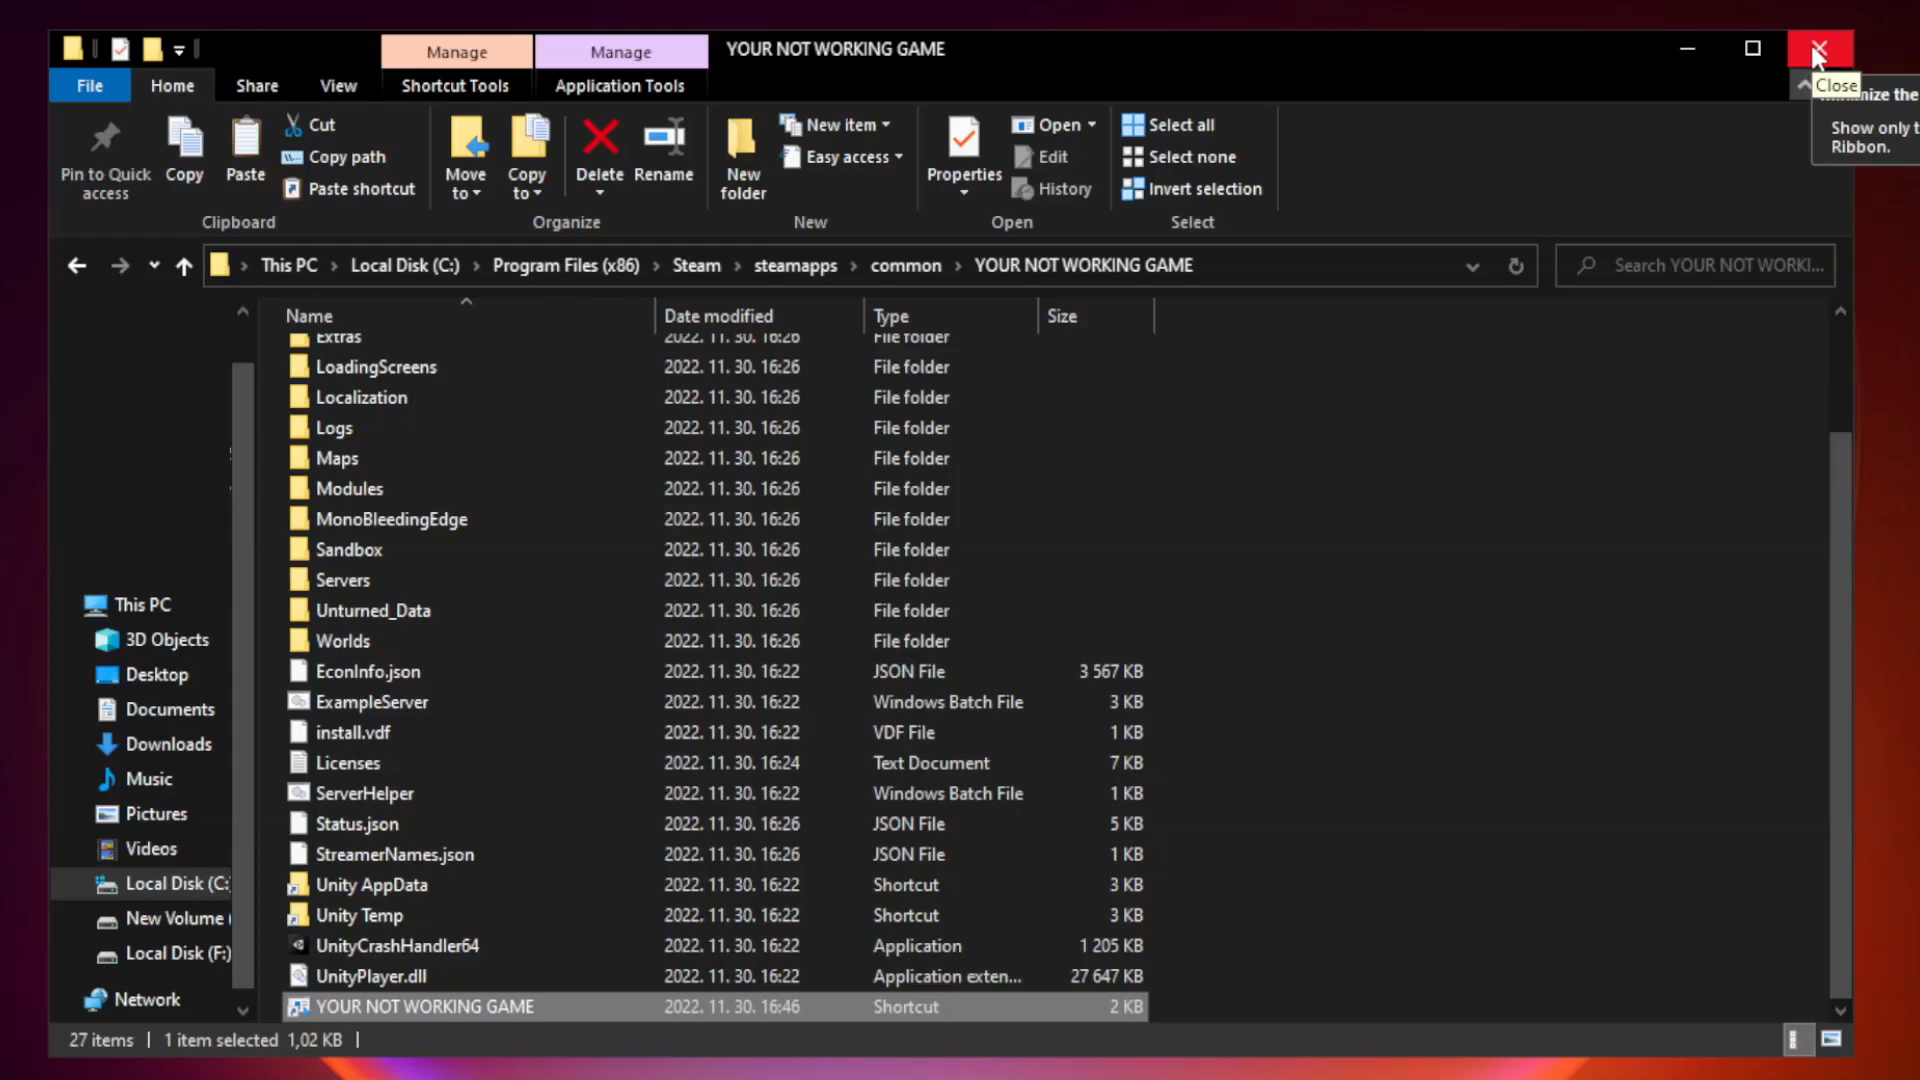 Manage
Manage
YOUR NOT WORKING GAME
File
Home
Share
View
Shortcut Tools
Application Tools
Close
the
Show only t
Ribbon.
Pin to Quick access
Copy
Paste
Cut
Copy path
Paste shortcut
Clipboard
Move to
Copy to
Delete
Rename
Organize
New folder
New item
Easy access
New
Properties
Open
Edit
History
Open
Select all
Select none
Invert selection
Select
This PC
Local Disk (C:)
Program Files (x86)
Steam
steamapps
common
YOUR NOT WORKING GAME
Search YOUR NOT WORKI...
Name Date modified Type Size
Extras 2022. 11. 30. 16:26 File folder
LoadingScreens 2022. 11. 30. 16:26 File folder
Localization 2022. 11. 30. 16:26 File folder
Logs 2022. 11. 30. 16:26 File folder
Maps 2022. 11. 30. 16:26 File folder
Modules 2022. 11. 30. 16:26 File folder
MonoBleedingEdge 2022. 11. 30. 16:26 File folder
Sandbox 2022. 11. 30. 16:26 File folder
Servers 2022. 11. 30. 16:26 File folder
Unturned_Data 2022. 11. 30. 16:26 File folder
Worlds 2022. 11. 30. 16:26 File folder
EconInfo.json 2022. 11. 30. 16:22 JSON File 3 567 KB
ExampleServer 2022. 11. 30. 16:22 Windows Batch File 3 KB
install.vdf 2022. 11. 30. 16:22 VDF File 1 KB
Licenses 2022. 11. 30. 16:24 Text Document 7 KB
ServerHelper 2022. 11. 30. 16:22 Windows Batch File 1 KB
Status.json 2022. 11. 30. 16:26 JSON File 5 KB
StreamerNames.json 2022. 11. 30. 16:26 JSON File 1 KB
Unity AppData 2022. 11. 30. 16:22 Shortcut 3 KB
Unity Temp 2022. 11. 30. 16:22 Shortcut 3 KB
UnityCrashHandler64 2022. 11. 30. 16:22 Application 1 205 KB
UnityPlayer.dll 2022. 11. 30. 16:22 Application exten... 27 647 KB
YOUR NOT WORKING GAME 2022. 11. 30. 16:46 Shortcut 2 KB
This PC
3D Objects
Desktop
Documents
Downloads
Music
Pictures
Videos
Local Disk (C:
New Volume (
Local Disk (F:)
Network
27 items
1 item selected 1,02 KB